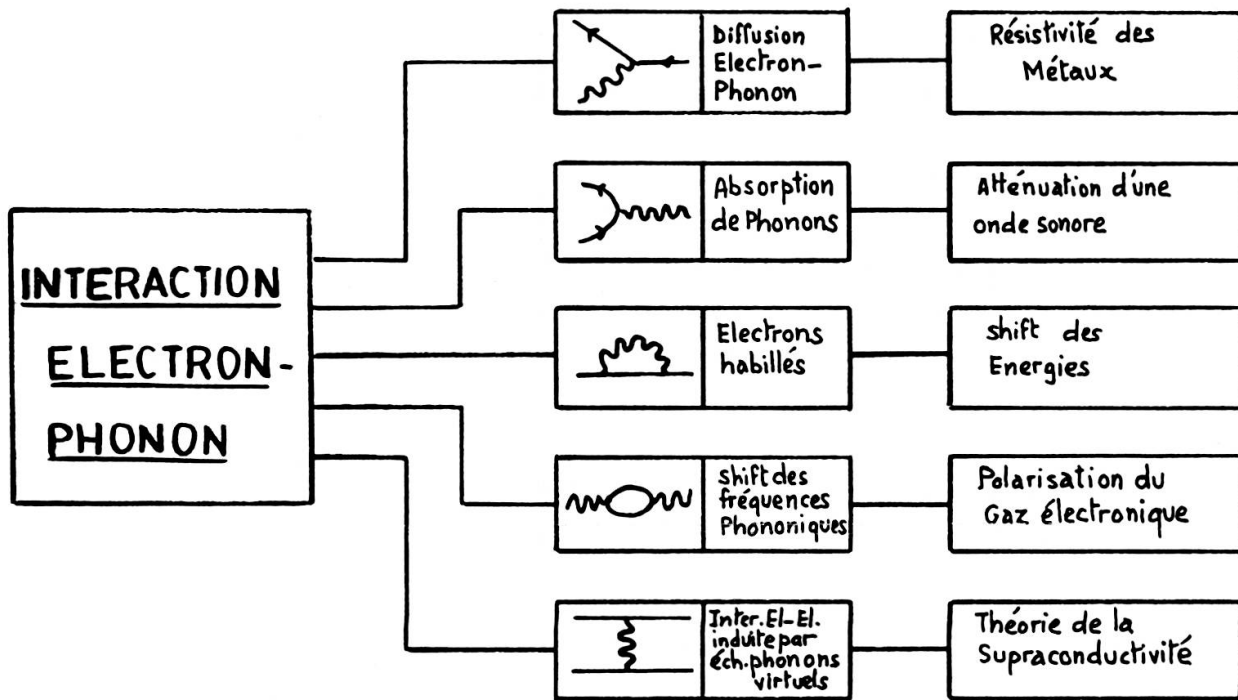 INTERACTION
ELECTRON-
PHONON
Diffusion
Electron-
Phonon
Résistivité des
Métaux
Absorption
de Phonons
Atténuation d'une
onde sonore
Electrons
habillés
shift des
Energies
shift des
fréquences
Phononiques
Polarisation du
Gaz électronique
Inter. El-El.
induite par
éch. phonons
virtuels
Théorie de la
Supraconductivité